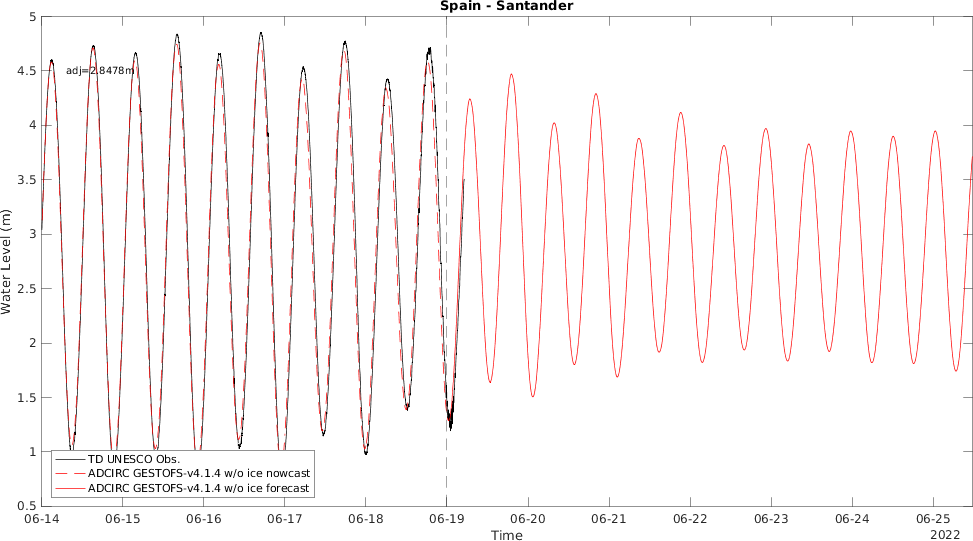 Spain - Santander
5
4.5
4
3.5
3
2.5
2
1.5
1
0.5
Water Level (m)
adj=2.8478m
TD UNESCO Obs.
ADCIRC GESTOFS-v4.1.4 w/o ice nowcast
ADCIRC GESTOFS-v4.1.4 w/o ice forecast
06-14 06-15 06-16 06-17 06-18 06-19 06-20 06-21 06-22 06-23 06-24 06-25
2022
Time